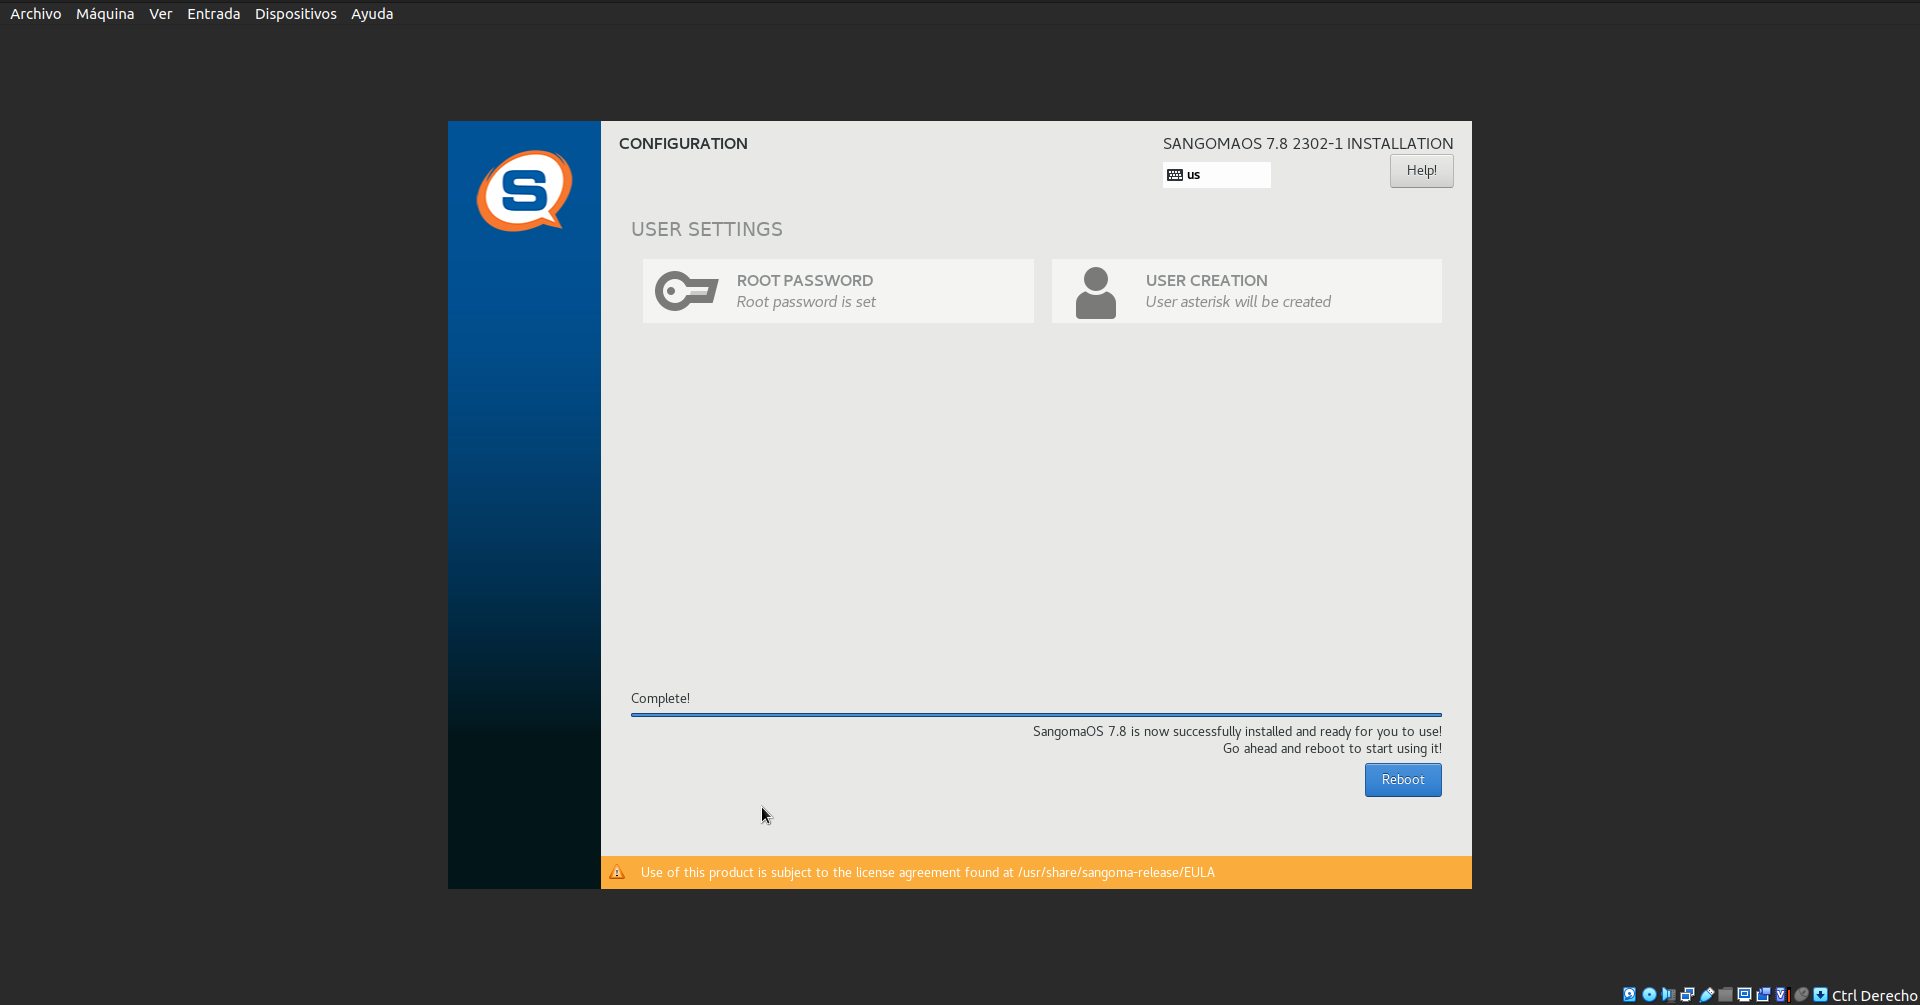 Archivo Máquina Ver Entrada Dispositivos Ayuda
CONFIGURATION
SANGOMAOS 7.8 2302-1 INSTALLATION
us
Help!
S
USER SETTINGS
ROOT PASSWORD
Root password is set
USER CREATION
User asterisk will be created
Complete!
SangomaOS 7.8 is now successfully installed and ready for you to use!
Go ahead and reboot to start using it!
Reboot
Use of this product is subject to the license agreement found at /usr/share/sangoma-release/EULA
Ctrl Derecho